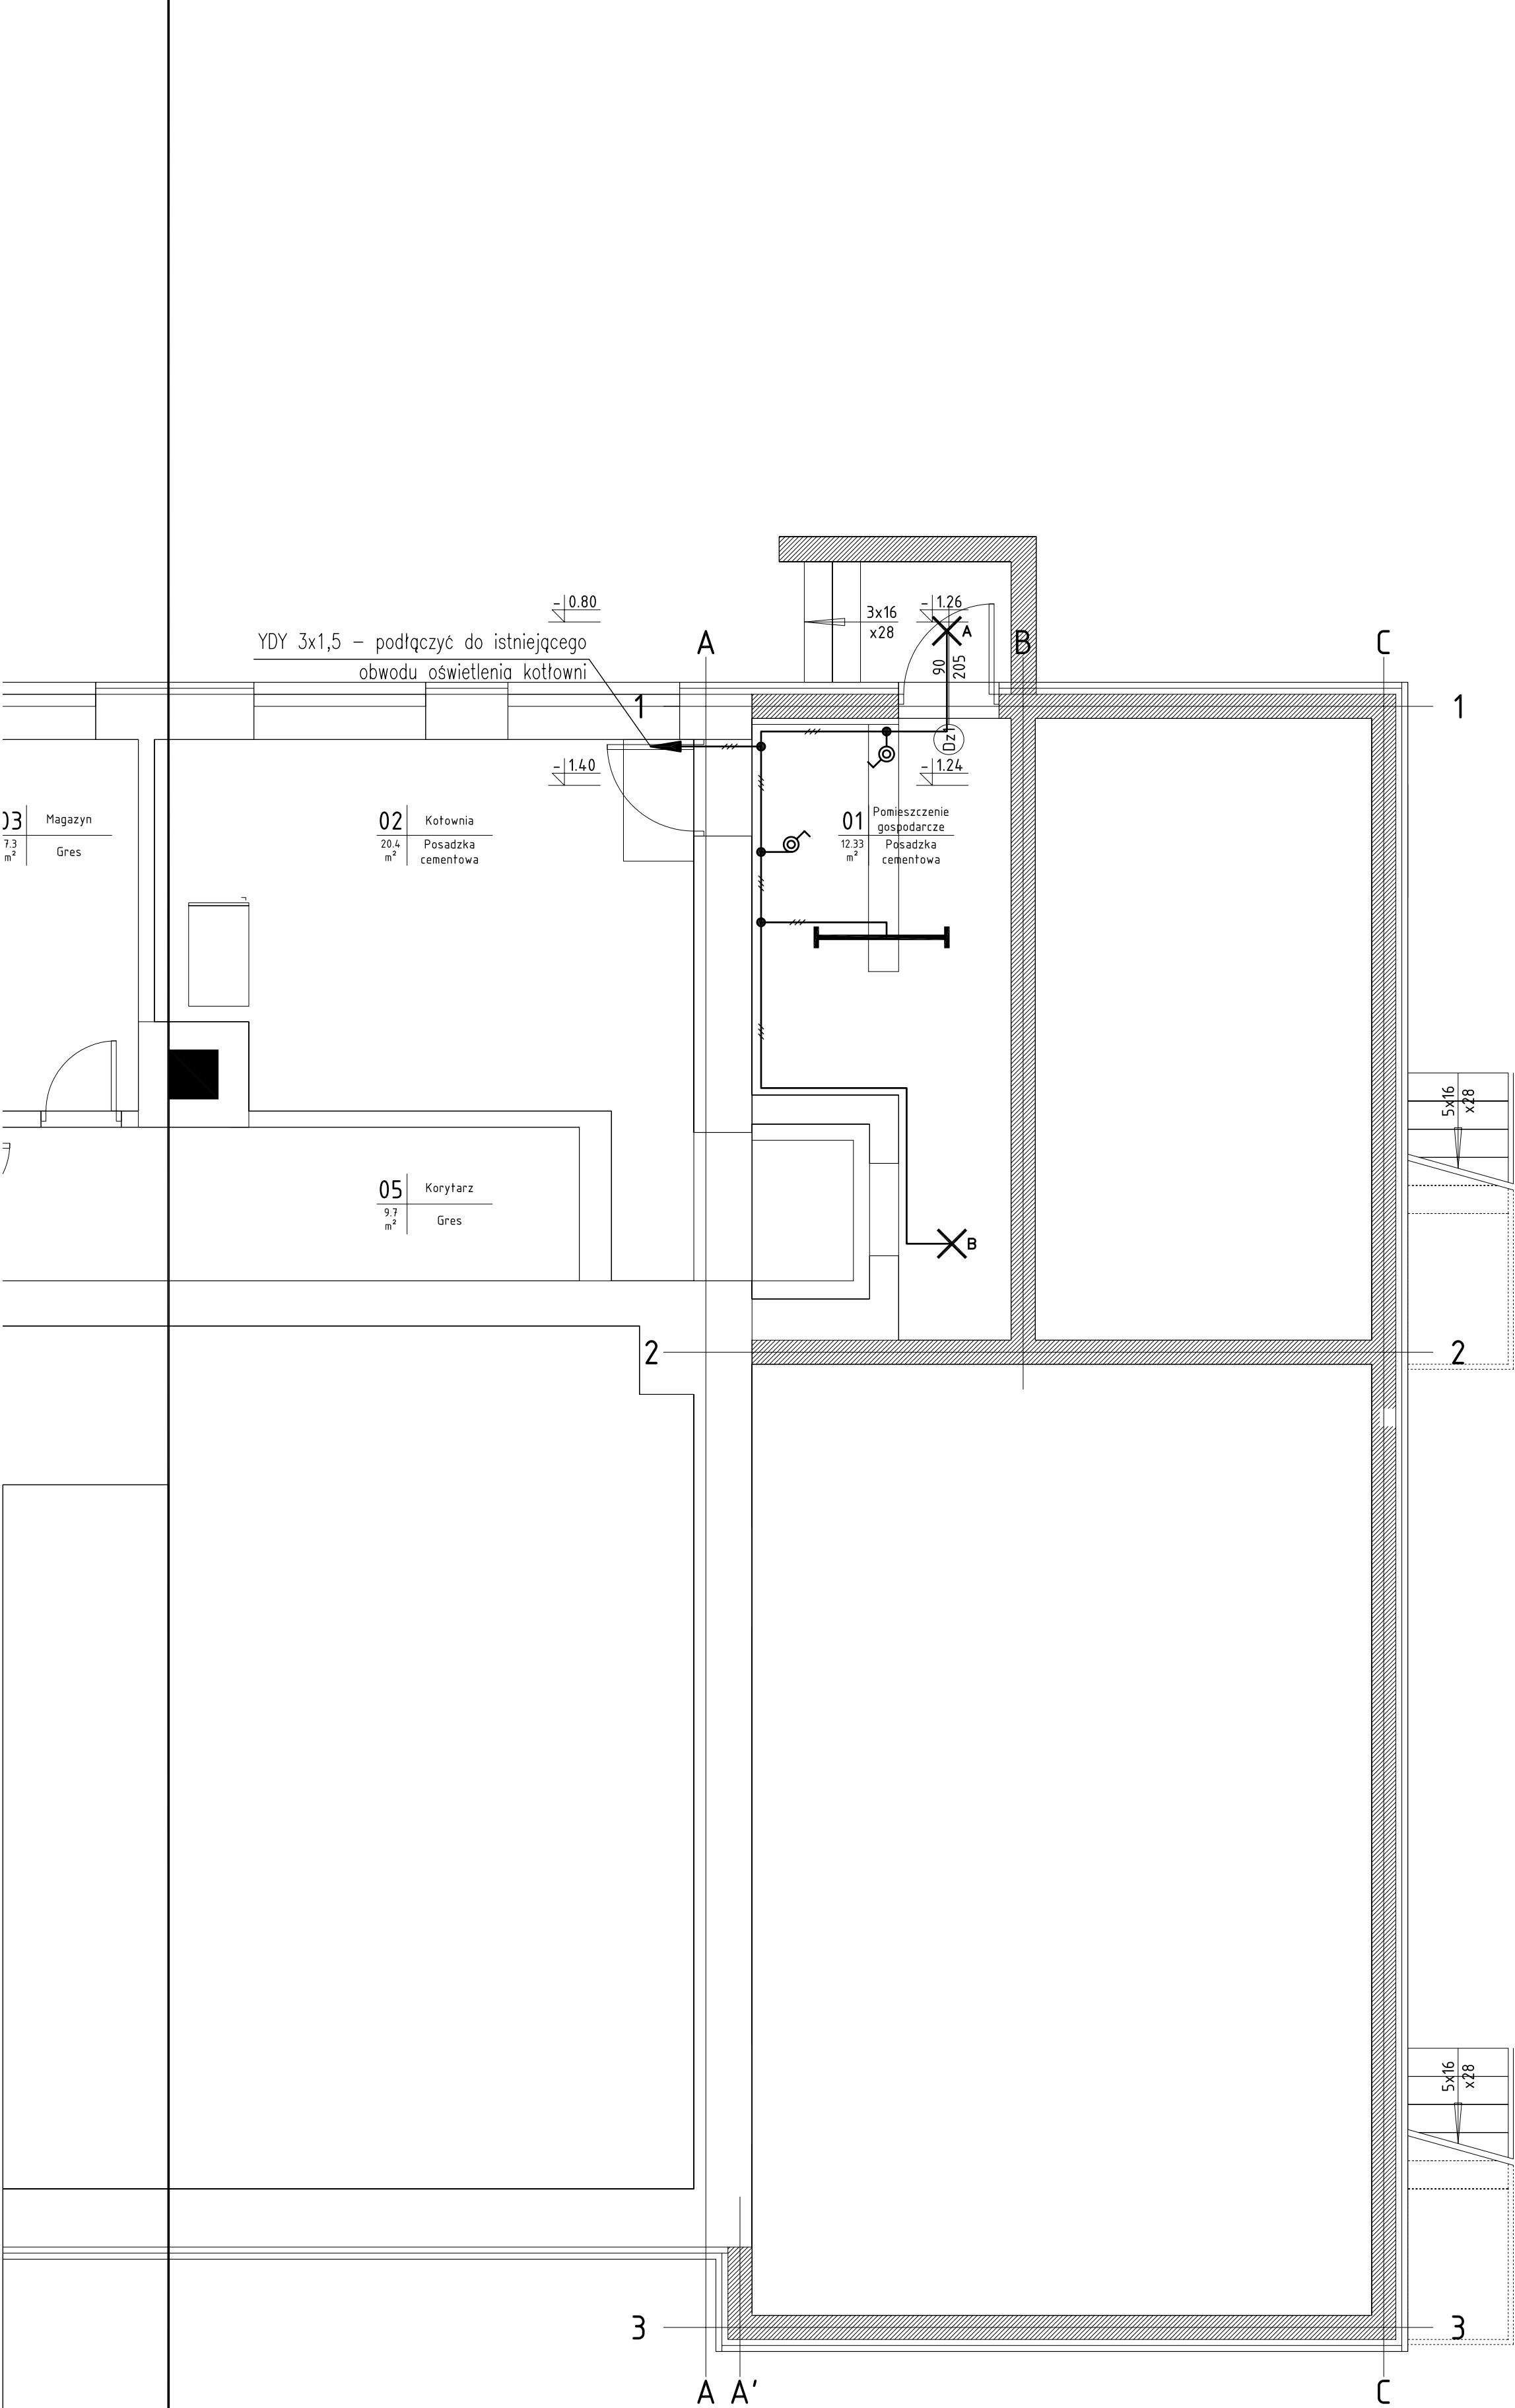 - 0.80
3x16
x28
- 1.26
A
YDY 3x1,5 – podłączyć do istniejącego
obwodu oświetlenia kotłowni
A
B
C
90
205
1
1
Dz1
- 1.40
- 1.24
03
Magazyn
7.3
m²
Gres
02
Kotownia
20.4
m²
Posadzka
cementowa
01
Pomieszczenie
gospodarcze
12.33
m²
Posadzka
cementowa
5x16
x28
05
Korytarz
9.7
m²
Gres
B
2
2
5x16
x28
3
3
A
A'
C